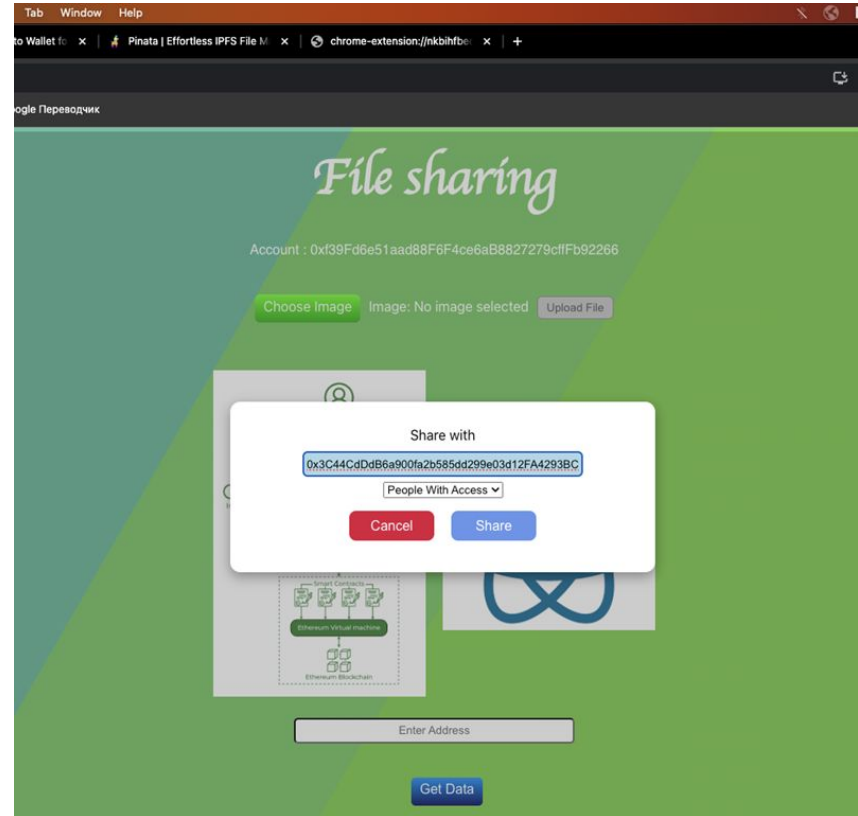 Tab Window Help
to Wallet fo × Pinata | Effortless IPFS File M × chrome-extension://nkbihfbe × +
ogle Переводчик
File sharing
Account : 0xf39Fd6e51aad88F6F4ce6aB8827279cffFb92266
Choose Image Image: No image selected Upload File
Share with
0x3C44CdDdB6a900fa2b585dd299e03d12FA4293BC
People With Access
Cancel Share
Smart Contracts
Ethereum Virtual machine
Ethereum Blockchain
Enter Address
Get Data